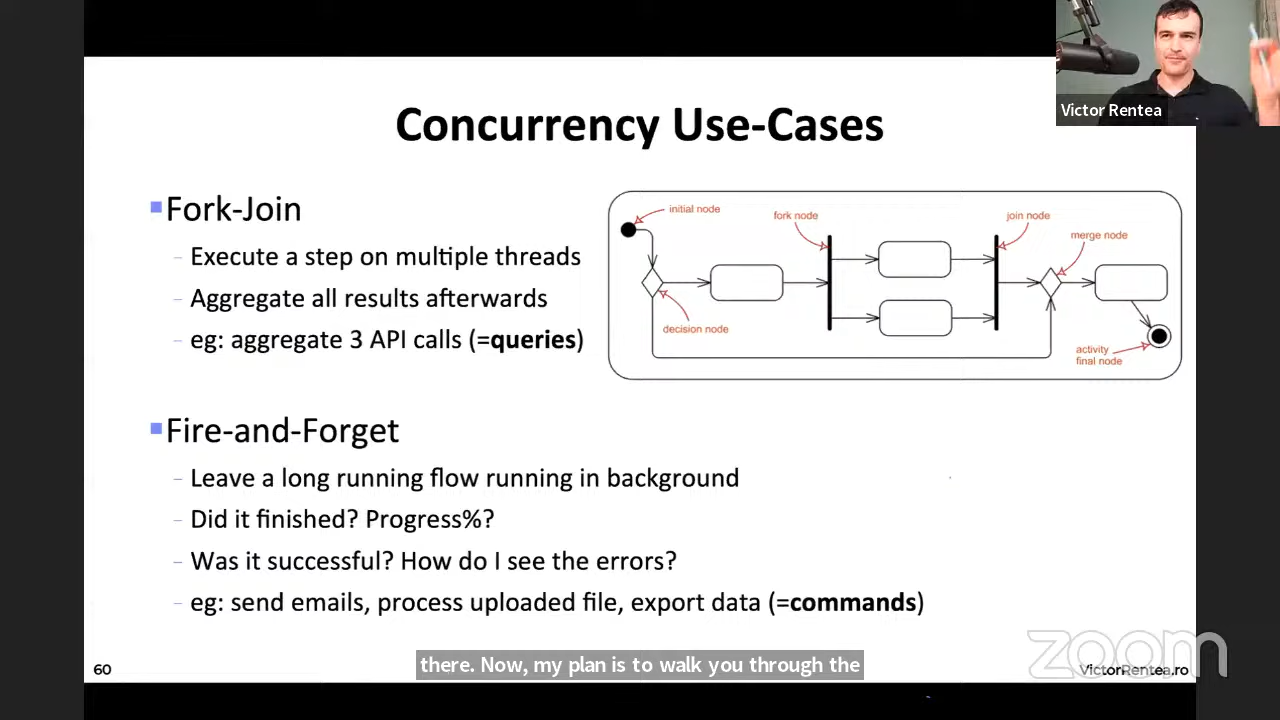 Victor Rentea
Concurrency Use-Cases
Fork-Join
Execute a step on multiple threads
Aggregate all results afterwards
eg: aggregate 3 API calls (=queries)
initial node
fork node
join node
merge node
decision node
activity
final node
Fire-and-Forget
Leave a long running flow running in background
Did it finished? Progress%?
Was it successful? How do I see the errors?
eg: send emails, process uploaded file, export data (=commands)
zoom
60
VictorRentea.ro
there. Now, my plan is to walk you through the